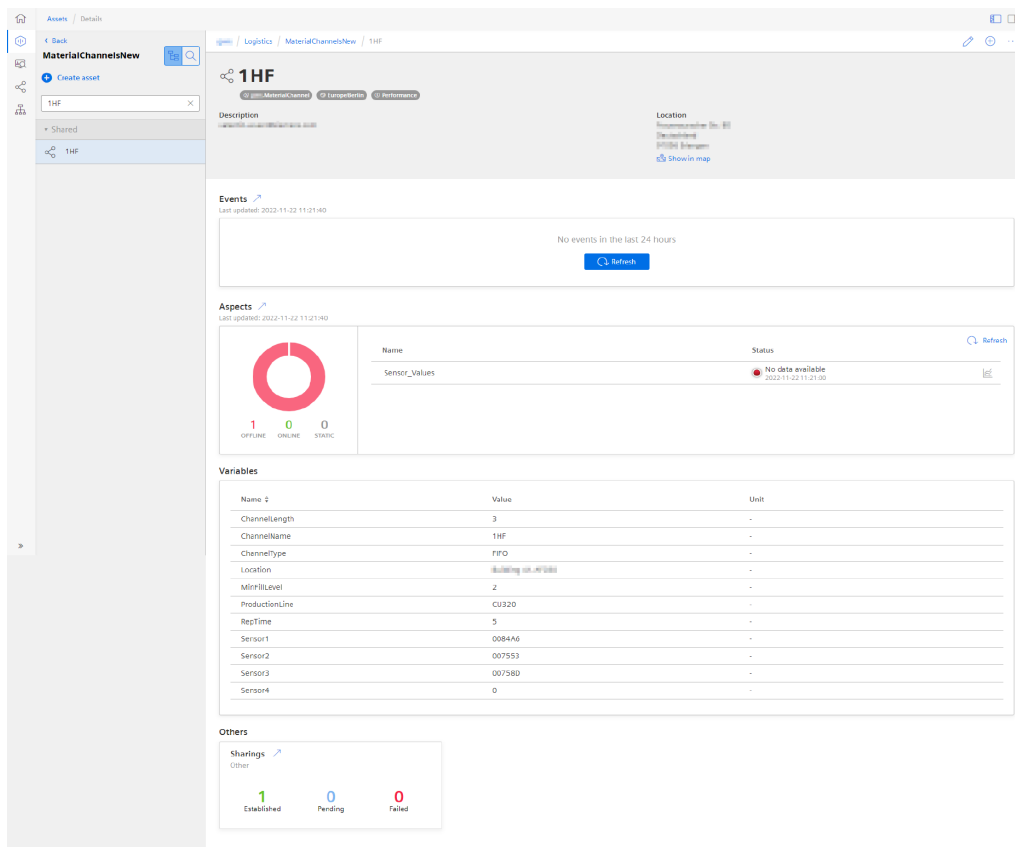 Assets / Details
Back
MaterialChannelsNew
Create asset
1HF
Shared
1HF
/ Logistics / MaterialChannelsNew / 1HF
1HF
.MaterialChannel EuropeBerlin Performance
Description
Location
Deutschland
Show in map
Events
Last updated: 2022-11-22 11:21:40
No events in the last 24 hours
Refresh
Aspects
Last updated: 2022-11-22 11:21:40
Refresh
Name Status
Sensor_Values No data available
2022-11-22 11:21:00
1 0 0
OFFLINE ONLINE STATIC
Variables
Name Value Unit
ChannelLength 3 -
ChannelName 1HF -
ChannelType FIFO -
Location -
MinFillLevel 2 -
ProductionLine CU320 -
RepTime 5 -
Sensor1 0084A6 -
Sensor2 007553 -
Sensor3 00758D -
Sensor4 0 -
Others
Sharings
Other
1 0 0
Established Pending Failed